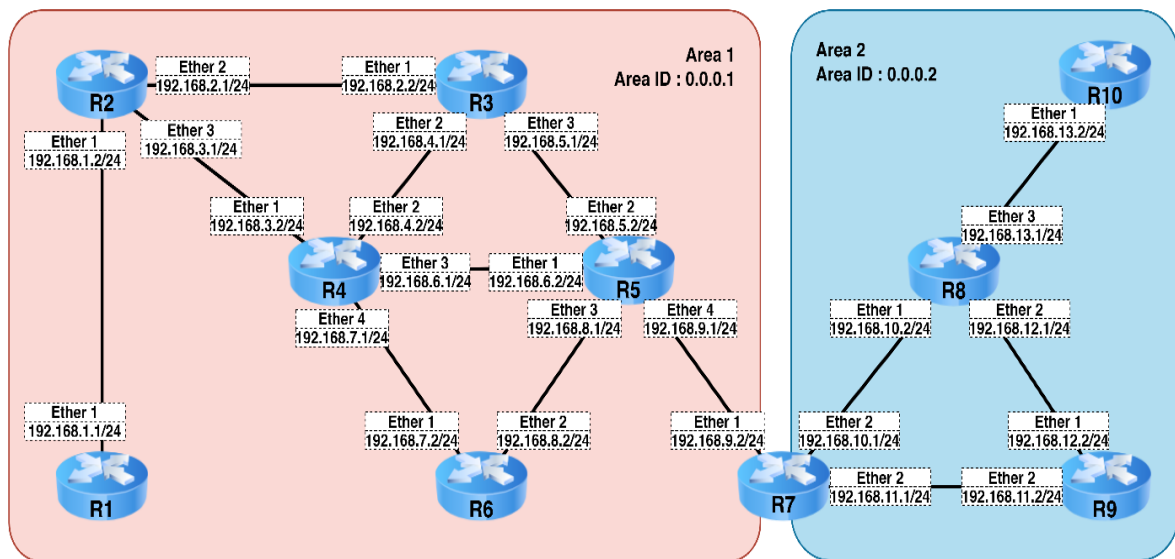 Area 1
Area ID : 0.0.0.1
Area 2
Area ID : 0.0.0.2
R2
Ether 2
192.168.2.1/24
Ether 1
192.168.2.2/24
R3
R10
Ether 1
192.168.13.2/24
Ether 1
192.168.1.2/24
Ether 3
192.168.3.1/24
Ether 2
192.168.4.1/24
Ether 3
192.168.5.1/24
Ether 1
192.168.3.2/24
Ether 2
192.168.4.2/24
Ether 2
192.168.5.2/24
Ether 3
192.168.13.1/24
R4
Ether 3
192.168.6.1/24
Ether 1
192.168.6.2/24
R5
R8
Ether 4
192.168.7.1/24
Ether 3
192.168.8.1/24
Ether 4
192.168.9.1/24
Ether 1
192.168.10.2/24
Ether 2
192.168.12.1/24
Ether 1
192.168.1.1/24
Ether 1
192.168.7.2/24
Ether 2
192.168.8.2/24
Ether 1
192.168.9.2/24
Ether 2
192.168.10.1/24
Ether 1
192.168.12.2/24
R1
R6
R7
Ether 2
192.168.11.1/24
Ether 2
192.168.11.2/24
R9